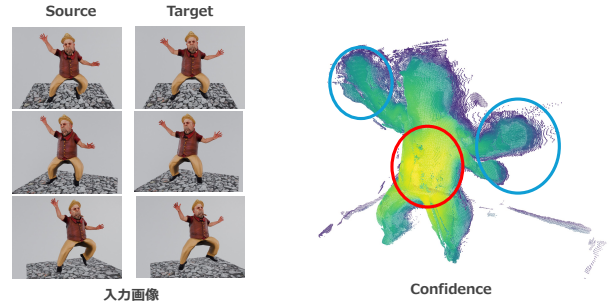 Source
Target
入力画像
Confidence